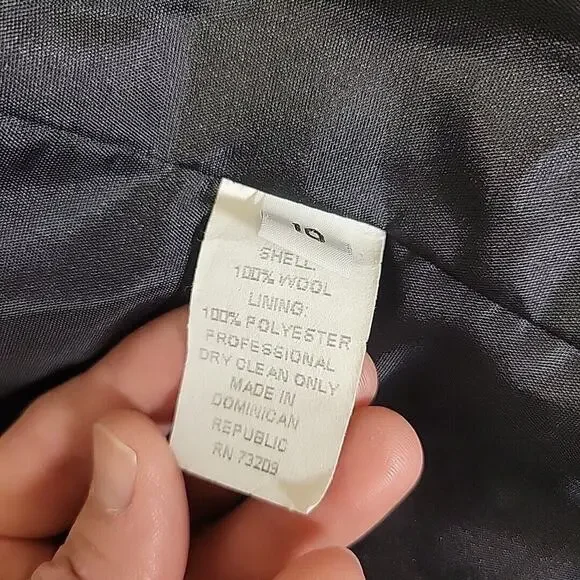 10
SHELL:
100% WOOL
LINING:
100% POLYESTER
PROFESSIONAL
DRY CLEAN ONLY
MADE IN
DOMINICAN
REPUBLIC
RN 73209